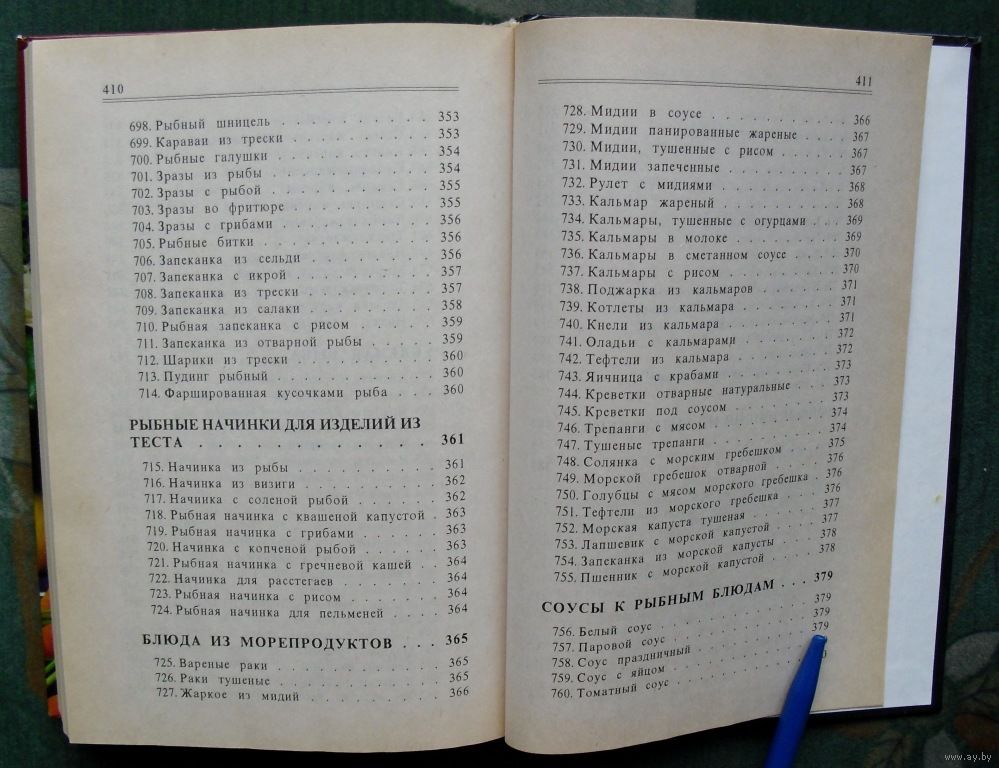 410
698. Рыбный шницель . . . . . . . . . . 353
699. Караваи из трески . . . . . . . . . 353
700. Рыбные галушки . . . . . . . . . . 354
701. Зразы из рыбы . . . . . . . . . . 354
702. Зразы с рыбой . . . . . . . . . . 355
703. Зразы во фритюре . . . . . . . . . 355
704. Зразы с грибами . . . . . . . . . . 356
705. Рыбные битки . . . . . . . . . . . 356
706. Запеканка из сельди . . . . . . . . 356
707. Запеканка с икрой . . . . . . . . . 357
708. Запеканка из трески . . . . . . . . 357
709. Запеканка из салаки . . . . . . . . 358
710. Рыбная запеканка с рисом . . . . . . 359
711. Запеканка из отварной рыбы . . . . . 359
712. Шарики из трески . . . . . . . . . 360
713. Пудинг рыбный . . . . . . . . . . 360
714. Фаршированная кусочками рыба . . . 360
РЫБНЫЕ НАЧИНКИ ДЛЯ ИЗДЕЛИЙ ИЗ
ТЕСТА . . . . . . . . . . . . 361
715. Начинка из рыбы . . . . . . . . . 361
716. Начинка из визиги . . . . . . . . . 362
717. Начинка с соленой рыбой . . . . . . 362
718. Рыбная начинка с квашеной капустой . 363
719. Рыбная начинка с грибами . . . . . . 363
720. Начинка с копченой рыбой . . . . . . 363
721. Рыбная начинка с гречневой кашей . . 364
722. Начинка для расстегаев . . . . . . . 364
723. Рыбная начинка с рисом . . . . . . . 364
724. Рыбная начинка для пельменей . . . . 364
БЛЮДА ИЗ МОРЕПРОДУКТОВ . . . 365
725. Вареные раки . . . . . . . . . . . 365
726. Раки тушеные . . . . . . . . . . . 365
727. Жаркое из мидий . . . . . . . . . 366
411
728. Мидии в соусе . . . . . . . . . . 366
729. Мидии панированные жареные . . . . 367
730. Мидии, тушенные с рисом . . . . . . 367
731. Мидии запеченные . . . . . . . . . 367
732. Рулет с мидиями . . . . . . . . . . 368
733. Кальмар жареный . . . . . . . . . 368
734. Кальмары, тушенные с огурцами . . . 369
735. Кальмары в молоке . . . . . . . . . 369
736. Кальмары в сметанном соусе . . . . . 370
737. Кальмары с рисом . . . . . . . . . 370
738. Поджарка из кальмаров . . . . . . . 371
739. Котлеты из кальмара . . . . . . . . 371
740. Кнели из кальмара . . . . . . . . . 371
741. Оладьи с кальмарами . . . . . . . . 372
742. Тефтели из кальмара . . . . . . . . 372
743. Яичница с крабами . . . . . . . . . 373
744. Креветки отварные натуральные . . . . 373
745. Креветки под соусом . . . . . . . . 373
746. Трепанги с мясом . . . . . . . . . 374
747. Тушеные трепанги . . . . . . . . . 374
748. Солянка с морским гребешком . . . . 375
749. Морской гребешок отварной . . . . . 376
750. Голубцы с мясом морского гребешка . 376
751. Тефтели из морского гребешка . . . . 376
752. Морская капуста тушеная . . . . . . 377
753. Лапшевик с морской капустой . . . . 377
754. Запеканка из морской капусты . . . . 378
755. Пшенник с морской капустой . . . . . 378
СОУСЫ К РЫБНЫМ БЛЮДАМ . . . 379
756. Белый соус . . . . . . . . . . . . 379
757. Паровой соус . . . . . . . . . . . 379
758. Соус праздничный . . . . . . . . . 379
759. Соус с яйцом . . . . . . . . . . .
760. Томатный соус . . . . . . . . .
www.ay.by